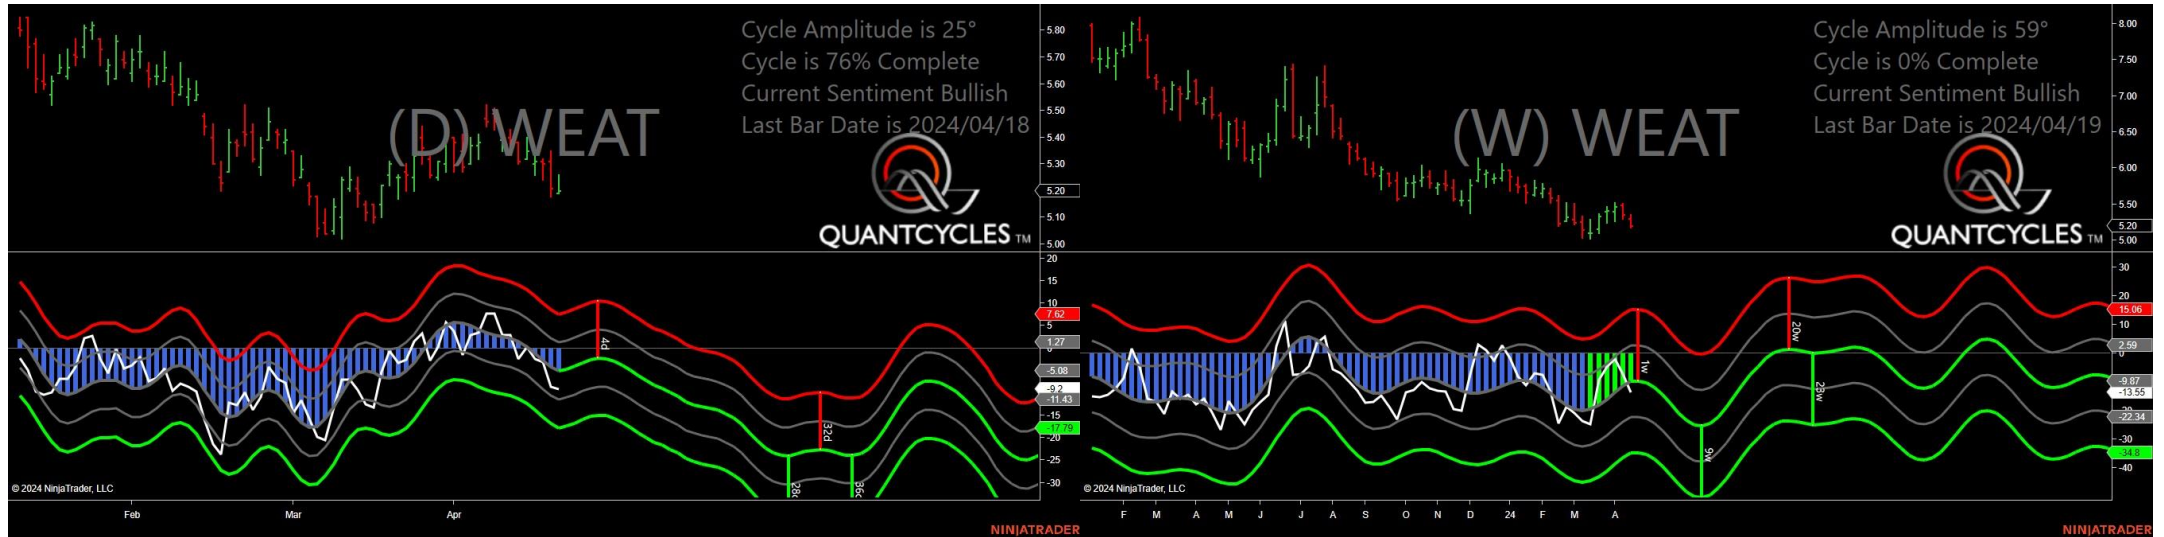 Cycle Amplitude is 25°
Cycle is 76% Complete
Current Sentiment Bullish
Last Bar Date is 2024/04/18
(D) WEAT
QUANTCYCLES TM
5.80
5.70
5.60
5.50
5.40
5.30
5.20
5.10
5.00
20
15
10
7.62
5
1.27
0
-5.08
-9.2
-11.43
-15
-17.79
-20
-25
-30
4d
32d
28d
36d
© 2024 NinjaTrader, LLC
Feb Mar Apr
NINJATRADER
Cycle Amplitude is 59°
Cycle is 0% Complete
Current Sentiment Bullish
Last Bar Date is 2024/04/19
(W) WEAT
QUANTCYCLES TM
8.00
7.50
7.00
6.50
6.00
5.50
5.20
5.00
30
20
15.06
10
2.59
0
-9.87
-13.55
-22.34
-30
-34.8
-40
1w
20w
9w
© 2024 NinjaTrader, LLC
F M A M J J A S O N D 24 F M A
NINJATRADER